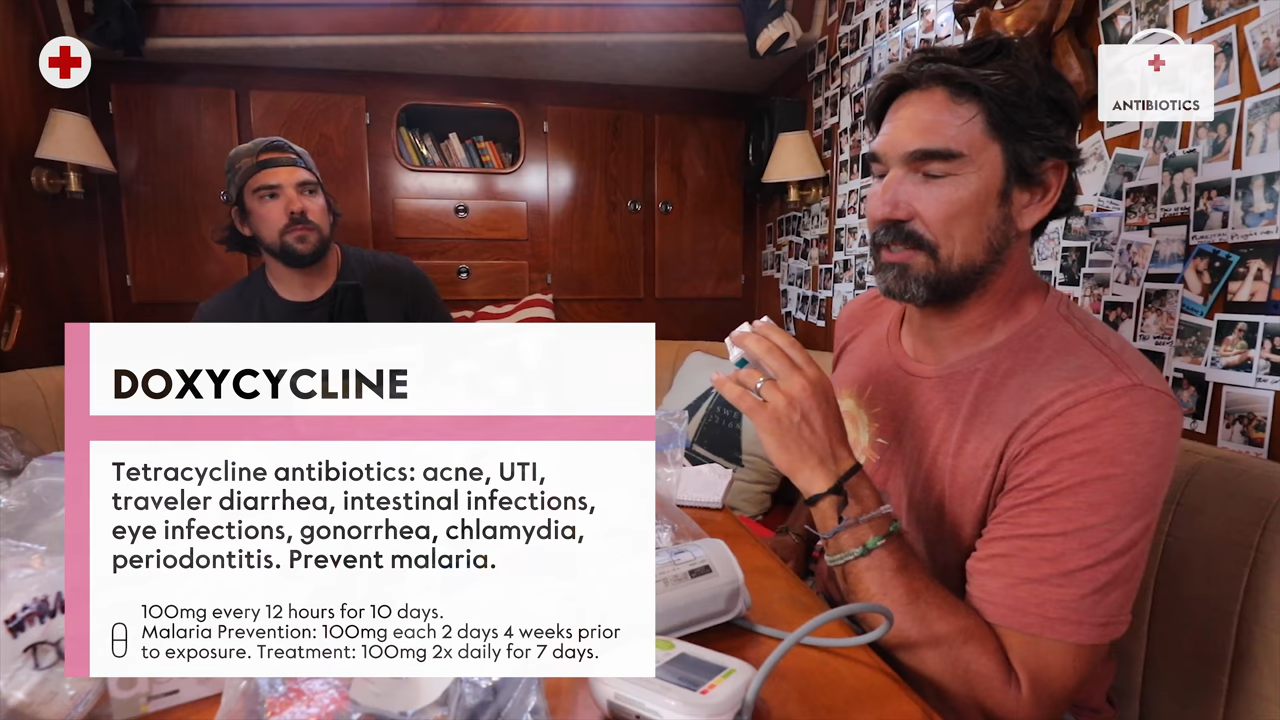 ANTIBIOTICS
DOXYCYCLINE
Tetracycline antibiotics: acne, UTI,
traveler diarrhea, intestinal infections,
eye infections, gonorrhea, chlamydia,
periodontitis. Prevent malaria.
100mg every 12 hours for 10 days.
Malaria Prevention: 100mg each 2 days 4 weeks prior
to exposure. Treatment: 100mg 2x daily for 7 days.